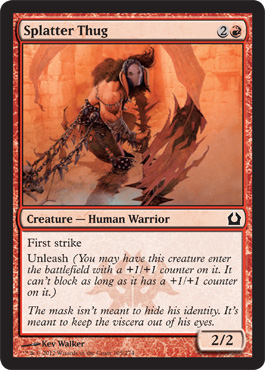 Splatter Thug 2
Creature — Human Warrior
First strike
Unleash (You may have this creature enter
the battlefield with a +1/+1 counter on it. It
can't block as long as it has a +1/+1 counter
on it.)
The mask isn't meant to hide his identity. It's
meant to keep the viscera out of his eyes.
Kev Walker
2/2